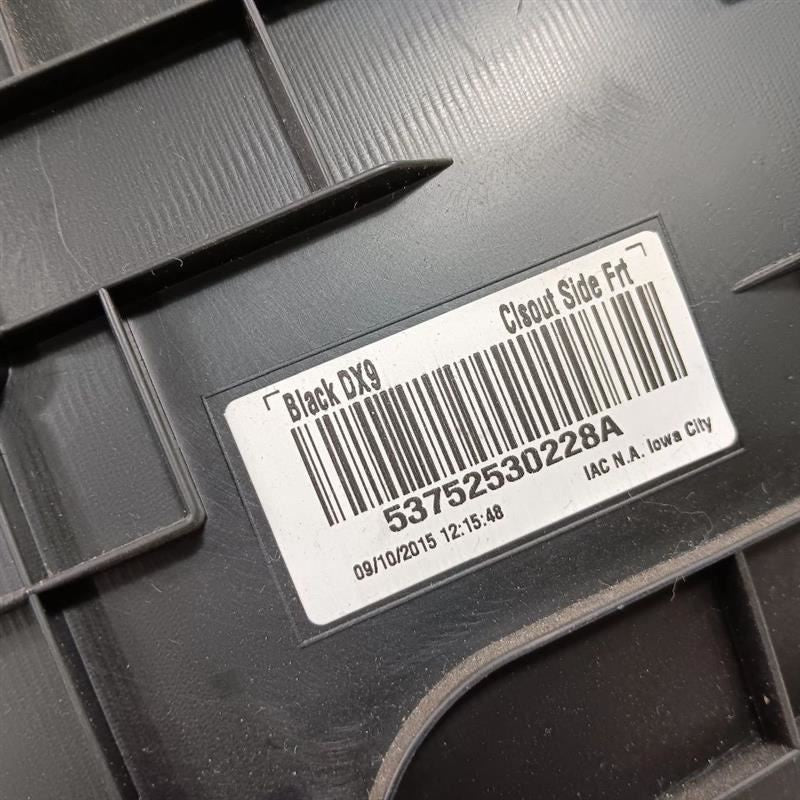 Black DX9 Clsout Side Frt
53752530228A
09/10/2015 12:15:48 IAC N.A. Iowa City